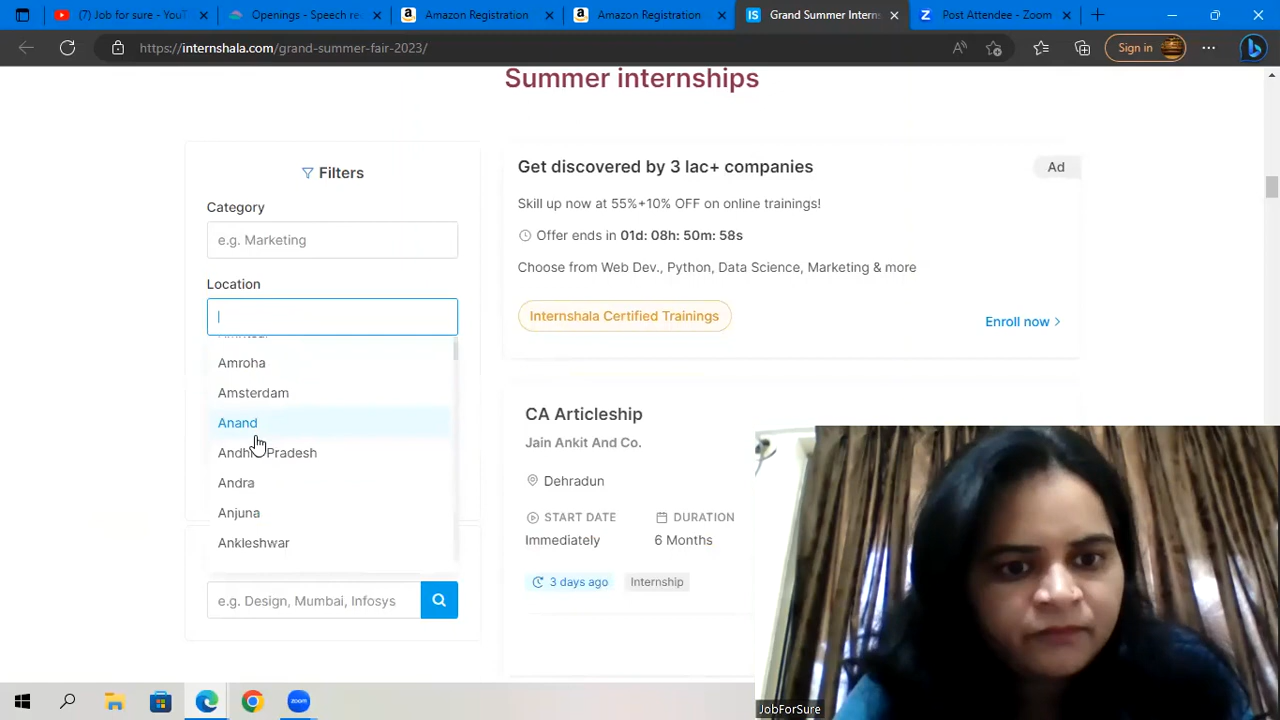 (7) Job for sure - YouT
Openings - Speech re
Amazon Registration
Amazon Registration
Grand Summer Intern
Post Attendee - Zoom
https://internshala.com/grand-summer-fair-2023/
Sign in
Summer internships
Filters
Category
e.g. Marketing
Location
Amroha
Amsterdam
Anand
Andhra Pradesh
Andra
Anjuna
Ankleshwar
e.g. Design, Mumbai, Infosys
Get discovered by 3 lac+ companies
Ad
Skill up now at 55%+10% OFF on online trainings!
Offer ends in 01d: 08h: 50m: 58s
Choose from Web Dev., Python, Data Science, Marketing & more
Internshala Certified Trainings
Enroll now
CA Articleship
Jain Ankit And Co.
Dehradun
START DATE
DURATION
Immediately
6 Months
3 days ago
Internship
zoom
JobForSure